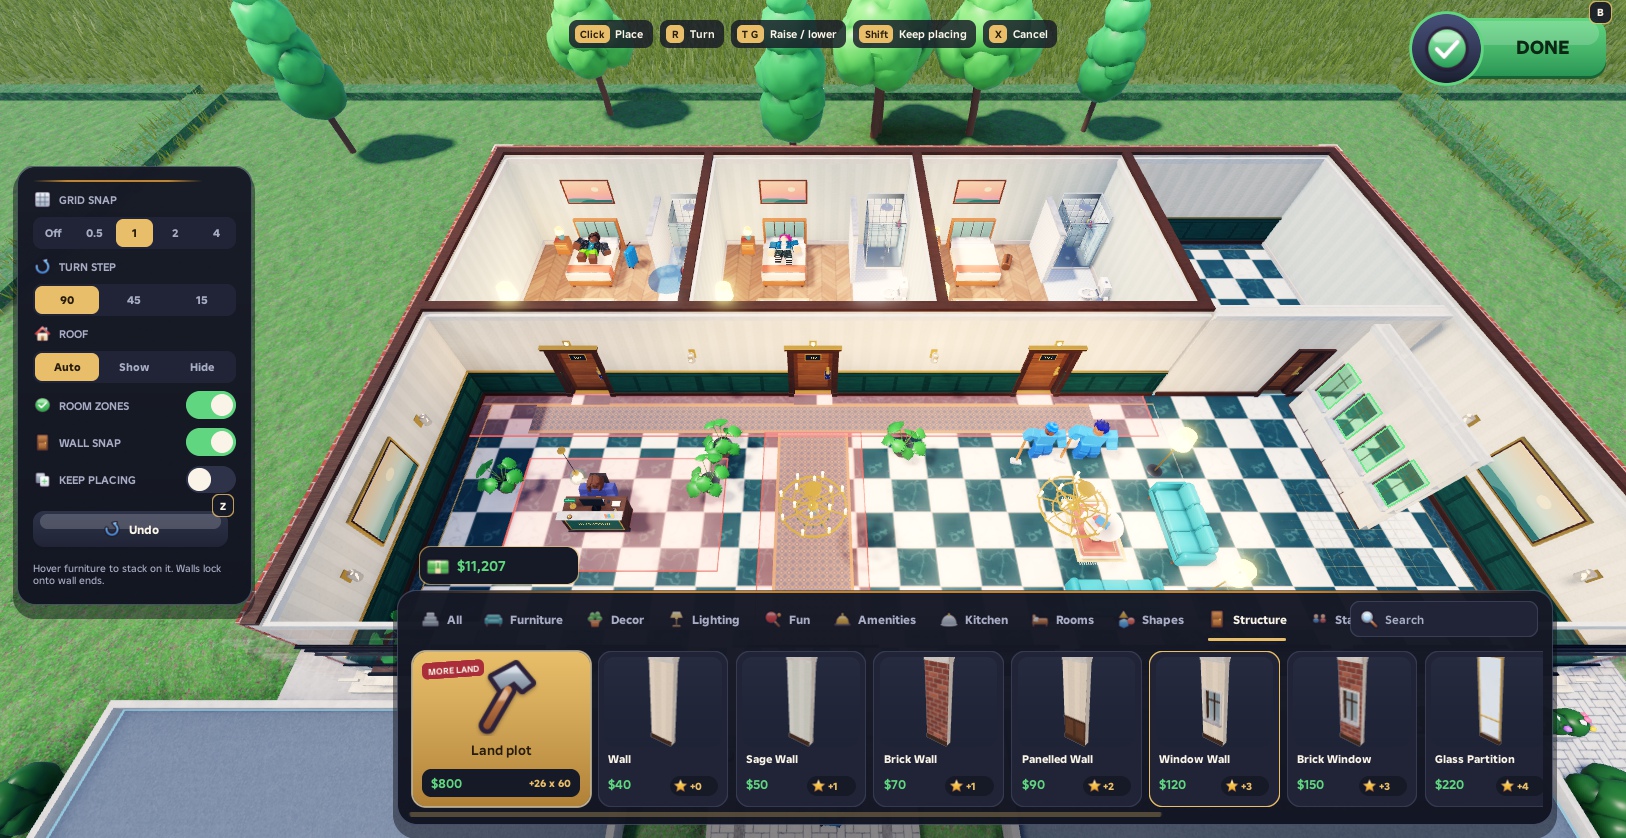 Click Place
R Turn
T G Raise / lower
Shift Keep placing
X Cancel
B
DONE
GRID SNAP
Off 0.5 1 2 4
TURN STEP
90 45 15
ROOF
Auto Show Hide
ROOM ZONES
WALL SNAP
KEEP PLACING
Z
Undo
Hover furniture to stack on it. Walls lock
onto wall ends.
$11,207
All Furniture Decor Lighting Fun Amenities Kitchen Rooms Shapes Structure Sta
Search
MORE LAND
Land plot
$800 +26 x 60
Wall
$40 +0
Sage Wall
$50 +1
Brick Wall
$70 +1
Panelled Wall
$90 +2
Window Wall
$120 +3
Brick Window
$150 +3
Glass Partition
$220 +4